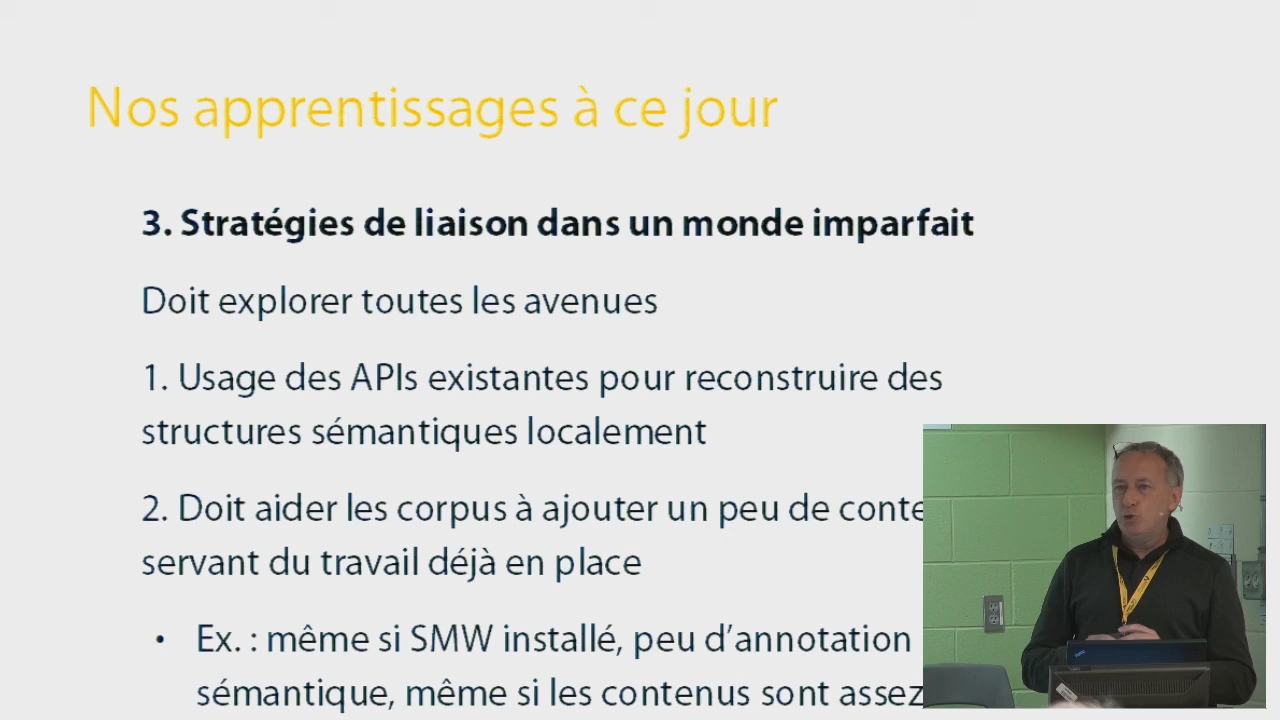 Nos apprentissages à ce jour
3. Stratégies de liaison dans un monde imparfait
Doit explorer toutes les avenues
1. Usage des APIs existantes pour reconstruire des
structures sémantiques localement
2. Doit aider les corpus à ajouter un peu de conte
servant du travail déjà en place
• Ex. : même si SMW installé, peu d’annotation
sémantique, même si les contenus sont assez